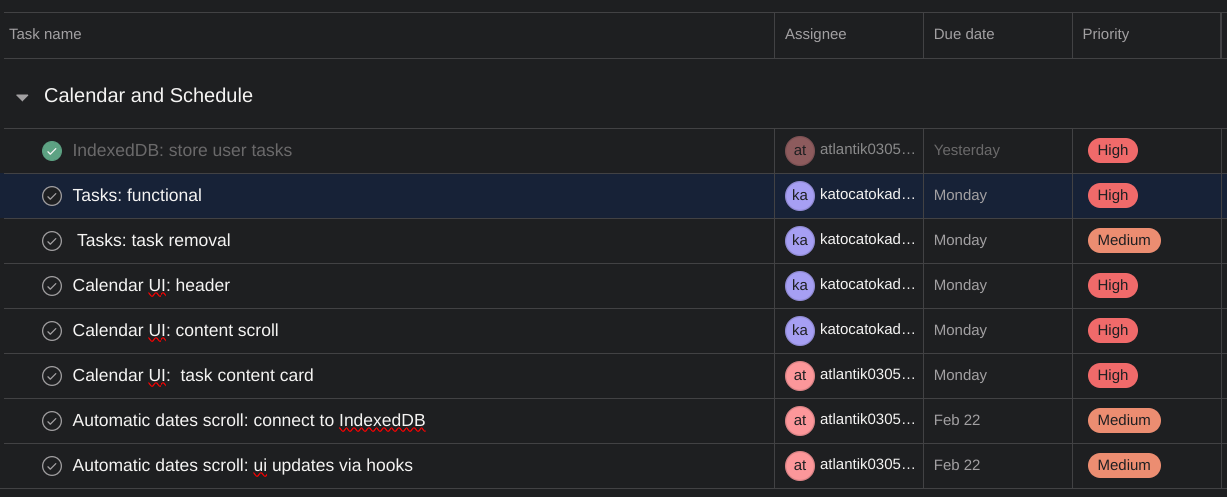 Task name Assignee Due date Priority
Calendar and Schedule
IndexedDB: store user tasks at atlantik0305... Yesterday High
Tasks: functional ka katocatokad... Monday High
Tasks: task removal ka katocatokad... Monday Medium
Calendar UI: header ka katocatokad... Monday High
Calendar UI: content scroll ka katocatokad... Monday High
Calendar UI: task content card at atlantik0305... Monday High
Automatic dates scroll: connect to IndexedDB at atlantik0305... Feb 22 Medium
Automatic dates scroll: ui updates via hooks at atlantik0305... Feb 22 Medium